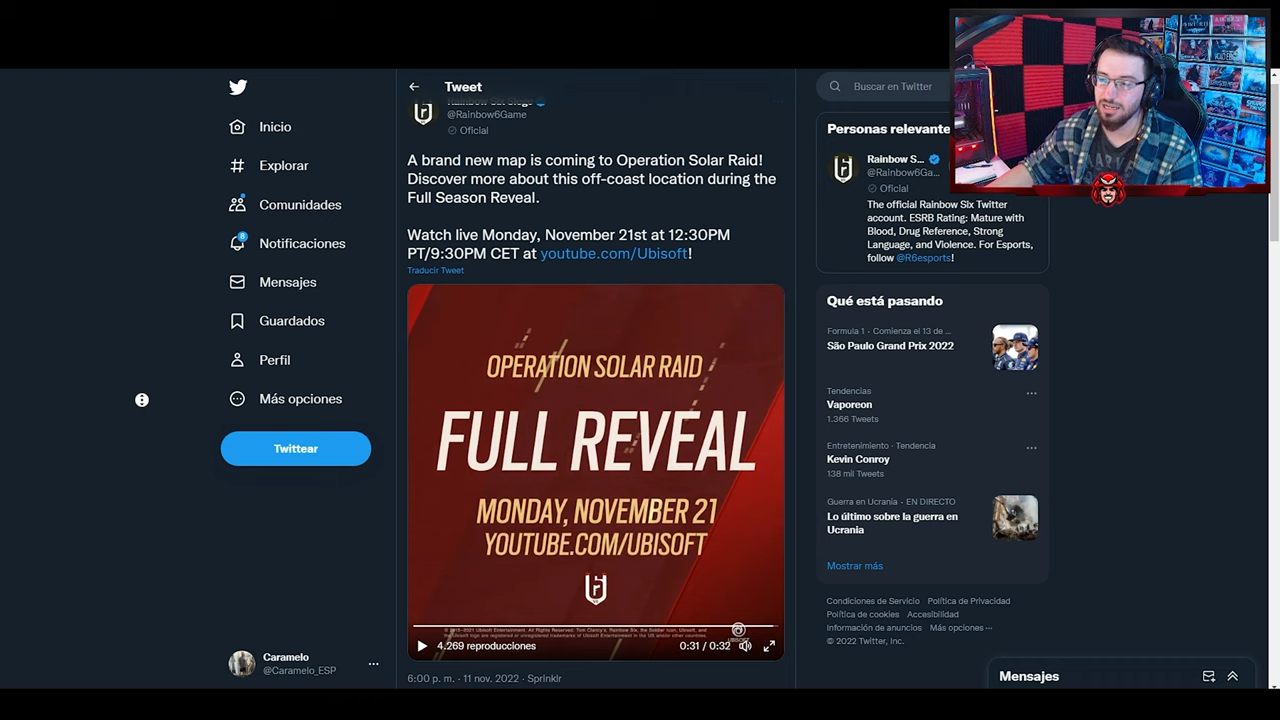 Inicio
Explorar
Comunidades
8
Notificaciones
Mensajes
Guardados
Perfil
Más opciones
Twittear
Caramelo
@Caramelo_ESP
Tweet
@Rainbow6Game
Oficial
A brand new map is coming to Operation Solar Raid!
Discover more about this off-coast location during the
Full Season Reveal.
Watch live Monday, November 21st at 12:30PM
PT/9:30PM CET at youtube.com/Ubisoft!
Traducir Tweet
OPERATION SOLAR RAID
FULL REVEAL
MONDAY, NOVEMBER 21
YOUTUBE.COM/UBISOFT
UBISOFT
4.269 reproducciones
0:31 / 0:32
6:00 p. m. · 11 nov. 2022 · Sprinklr
Buscar en Twitter
Personas relevante
Rainbow S...
@Rainbow6Ga...
Oficial
The official Rainbow Six Twitter
account. ESRB Rating: Mature with
Blood, Drug Reference, Strong
Language, and Violence. For Esports,
follow @R6esports!
Qué está pasando
Formula 1 · Comienza el 13 de ...
São Paulo Grand Prix 2022
Tendencias
Vaporeon
1.366 Tweets
Entretenimiento · Tendencia
Kevin Conroy
138 mil Tweets
Guerra en Ucrania · EN DIRECTO
Lo último sobre la guerra en
Ucrania
Mostrar más
Condiciones de Servicio Política de Privacidad
Política de cookies Accesibilidad
Información de anuncios Más opciones ···
© 2022 Twitter, Inc.
Mensajes